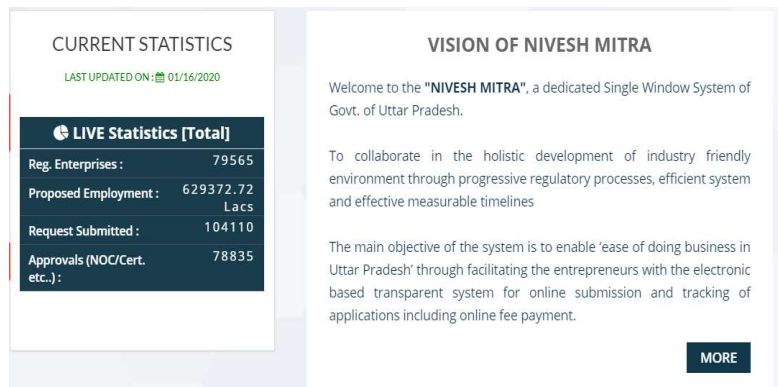 CURRENT STATISTICS
LAST UPDATED ON : 01/16/2020
LIVE Statistics [Total]
Reg. Enterprises : 79565
Proposed Employment : 629372.72
Lacs
Request Submitted : 104110
Approvals (NOC/Cert. 78835
etc..) :
VISION OF NIVESH MITRA
Welcome to the "NIVESH MITRA", a dedicated Single Window System of
Govt. of Uttar Pradesh.
To collaborate in the holistic development of industry friendly
environment through progressive regulatory processes, efficient system
and effective measurable timelines
The main objective of the system is to enable ‘ease of doing business in
Uttar Pradesh’ through facilitating the entrepreneurs with the electronic
based transparent system for online submission and tracking of
applications including online fee payment.
MORE